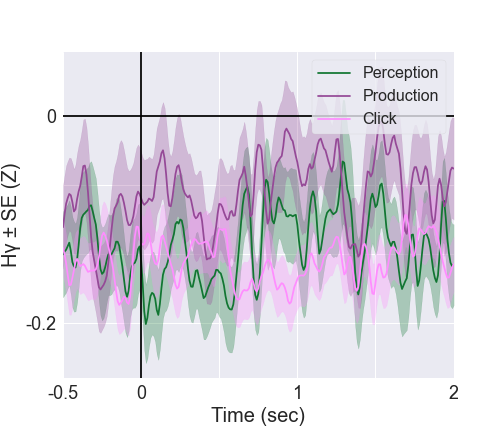 Perception
Production
Click
0
-0.2
Hγ ± SE (Z)
-0.5 0 1 2
Time (sec)